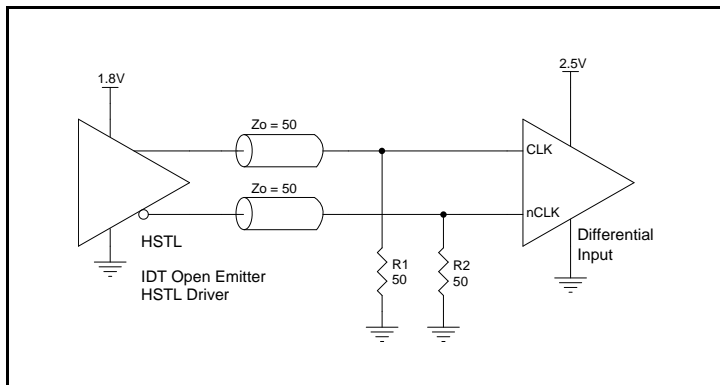 1.8V
2.5V
Zo = 50
CLK
Zo = 50
nCLK
HSTL
Differential
Input
IDT Open Emitter
HSTL Driver
R1
50
R2
50